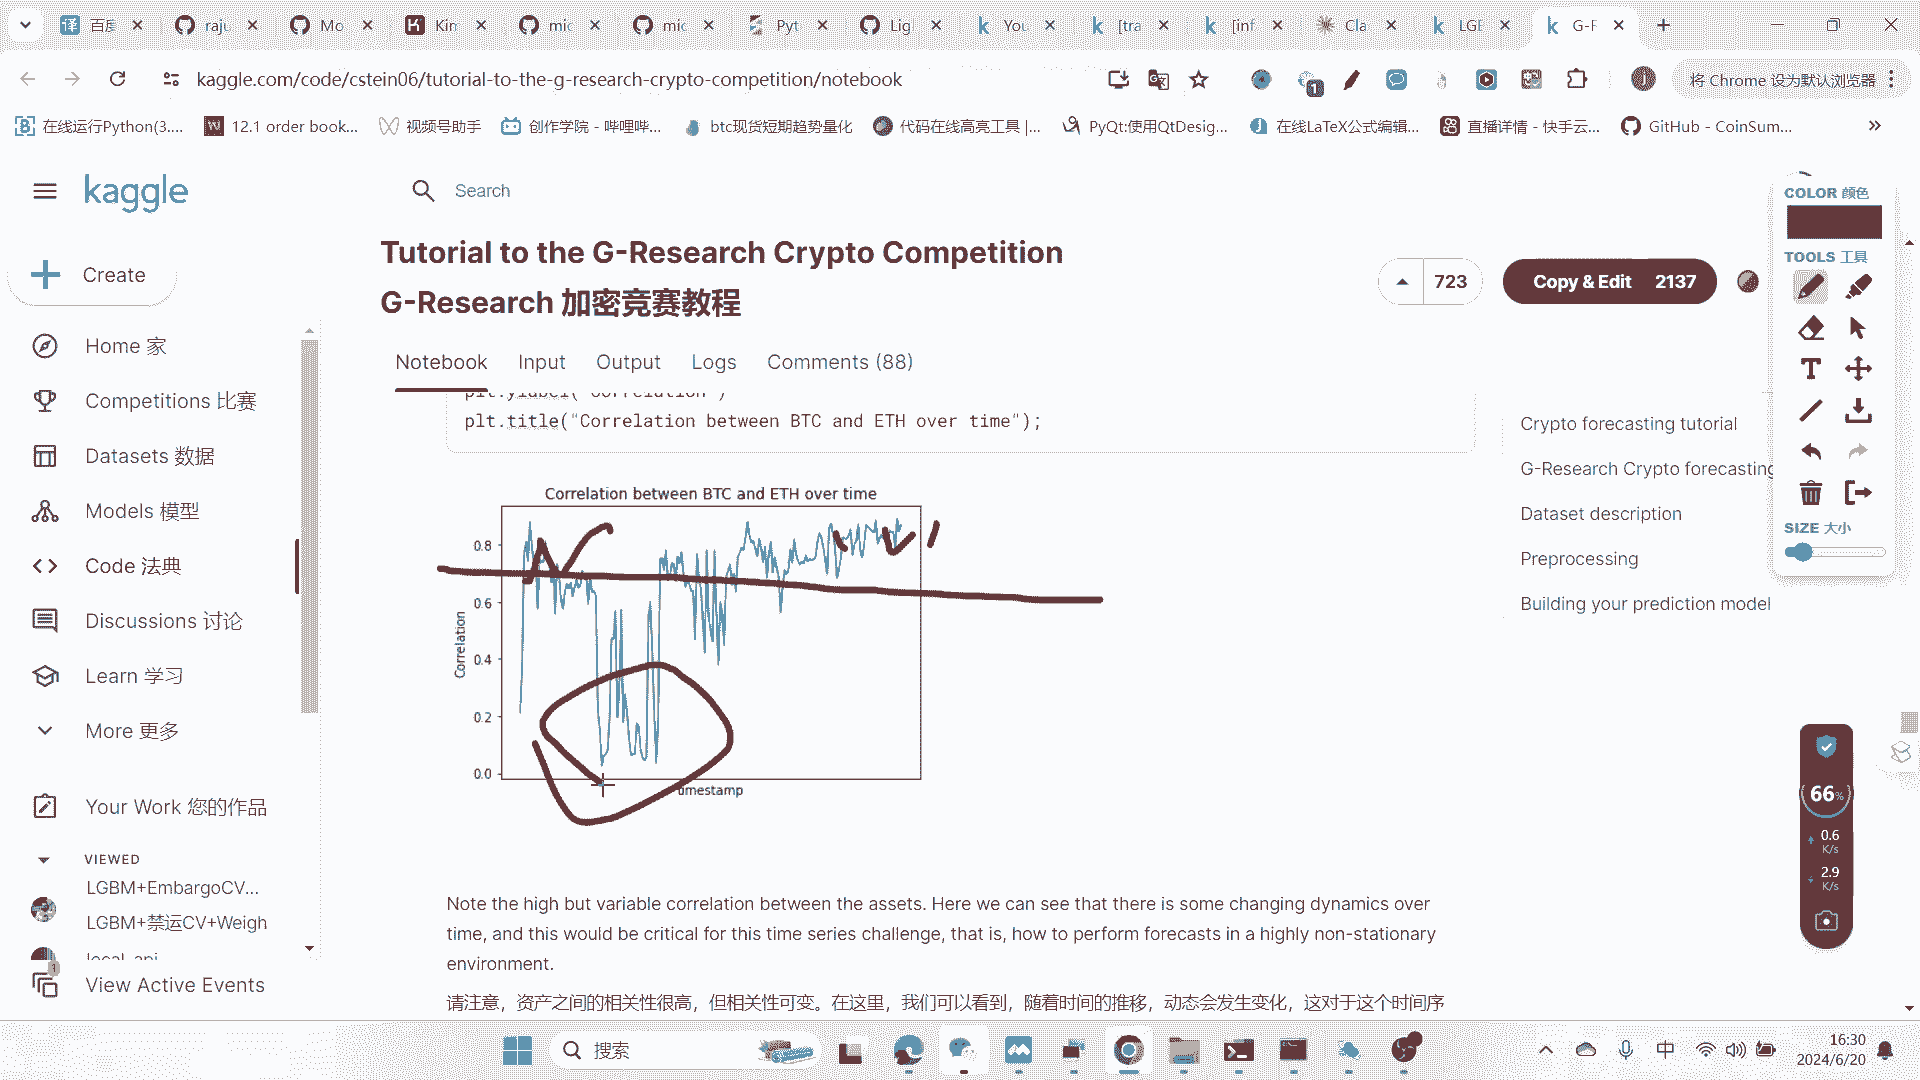 百度
raju
Mo
Kin
mic
mic
Pyt
Ligl
You
[tra
[inf
Cla
LGE
G-F
kaggle.com/code/cstein06/tutorial-to-the-g-research-crypto-competition/notebook
1
J
将 Chrome 设为默认浏览器
在线运行Python(3....
12.1 order book...
视频号助手
创作学院 - 哔哩哔...
btc现货短期趋势量化
代码在线高亮工具 |...
PyQt:使用QtDesig...
在线LaTeX公式编辑...
直播详情 - 快手云...
GitHub - CoinSum...
kaggle
Search
Create
Home 家
Competitions 比赛
Datasets 数据
Models 模型
Code 法典
Discussions 讨论
Learn 学习
More 更多
Your Work 您的作品
VIEWED
LGBM+EmbargoCV...
LGBM+禁运CV+Weigh
local_api
1
View Active Events
Tutorial to the G-Research Crypto Competition
G-Research 加密竞赛教程
723
Copy & Edit 2137
Notebook
Input
Output
Logs
Comments (88)
plt.ylabel("Correlation")
plt.title("Correlation between BTC and ETH over time");
Correlation between BTC and ETH over time
0.8
0.6
0.4
0.2
0.0
Correlation
timestamp
Note the high but variable correlation between the assets. Here we can see that there is some changing dynamics over
time, and this would be critical for this time series challenge, that is, how to perform forecasts in a highly non-stationary
environment.
请注意，资产之间的相关性很高，但相关性可变。在这里，我们可以看到，随着时间的推移，动态会发生变化，这对于这个时间序
Crypto forecasting tutorial
G-Research Crypto forecasting
Dataset description
Preprocessing
Building your prediction model
COLOR 颜色
TOOLS 工具
SIZE 大小
66%
0.6
K/s
2.9
K/s
搜索
中
16:30
2024/6/20